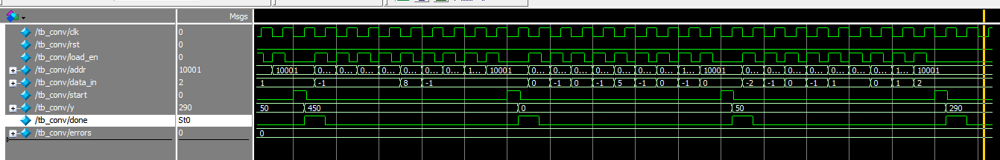 Msgs
/tb_conv/clk 0
/tb_conv/rst 0
/tb_conv/load_en 0
/tb_conv/addr 10001 10001 0... 0... 0... 0... 0... 0... 0... 1... 10001 0... 0... 0... 0... 0... 0... 0... 1... 10001 0... 0... 0... 0... 0... 0... 0... 1... 10001
/tb_conv/data_in 2 1 -1 8 -1 0 -1 0 -1 5 -1 0 -1 0 -2 -1 0 -1 1 0 1 2
/tb_conv/start 0
/tb_conv/y 290 50 450 0 50 290
/tb_conv/done St0
/tb_conv/errors 0 0